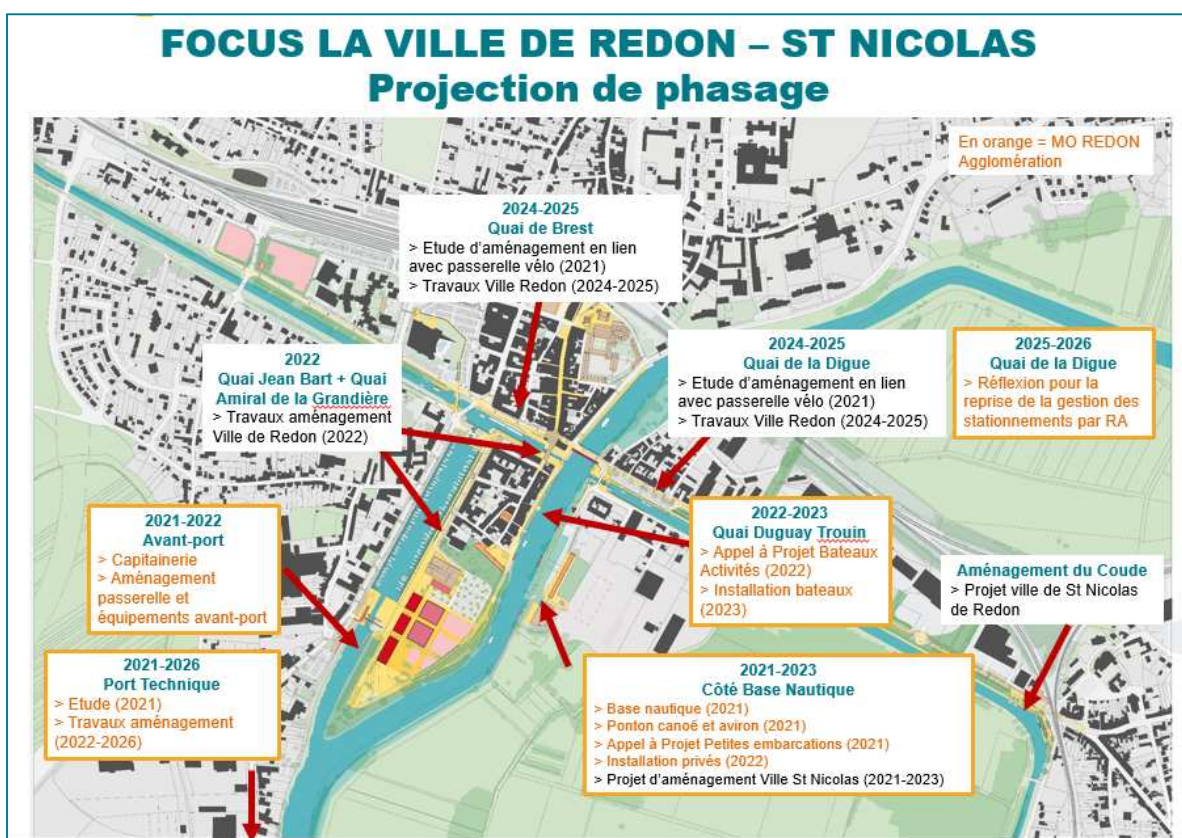 FOCUS LA VILLE DE REDON – ST NICOLAS
Projection de phasage
En orange = MO REDON
Agglomération
2024-2025
Quai de Brest
> Etude d'aménagement en lien
avec passerelle vélo (2021)
> Travaux Ville Redon (2024-2025)
2022
Quai Jean Bart + Quai
Amiral de la Grandière
> Travaux aménagement
Ville de Redon (2022)
2024-2025
Quai de la Digue
> Etude d'aménagement en lien
avec passerelle vélo (2021)
> Travaux Ville Redon (2024-2025)
2025-2026
Quai de la Digue
> Réflexion pour la
reprise de la gestion des
stationnements par RA
2021-2022
Avant-port
> Capitainerie
> Aménagement
passerelle et
équipements avant-port
2022-2023
Quai Duguay Trouin
> Appel à Projet Bateaux
Activités (2022)
> Installation bateaux
(2023)
Aménagement du Coude
> Projet ville de St Nicolas
de Redon
2021-2026
Port Technique
> Etude (2021)
> Travaux aménagement
(2022-2026)
2021-2023
Côté Base Nautique
> Base nautique (2021)
> Ponton canoé et aviron (2021)
> Appel à Projet Petites embarcations (2021)
> Installation privés (2022)
> Projet d'aménagement Ville St Nicolas (2021-2023)